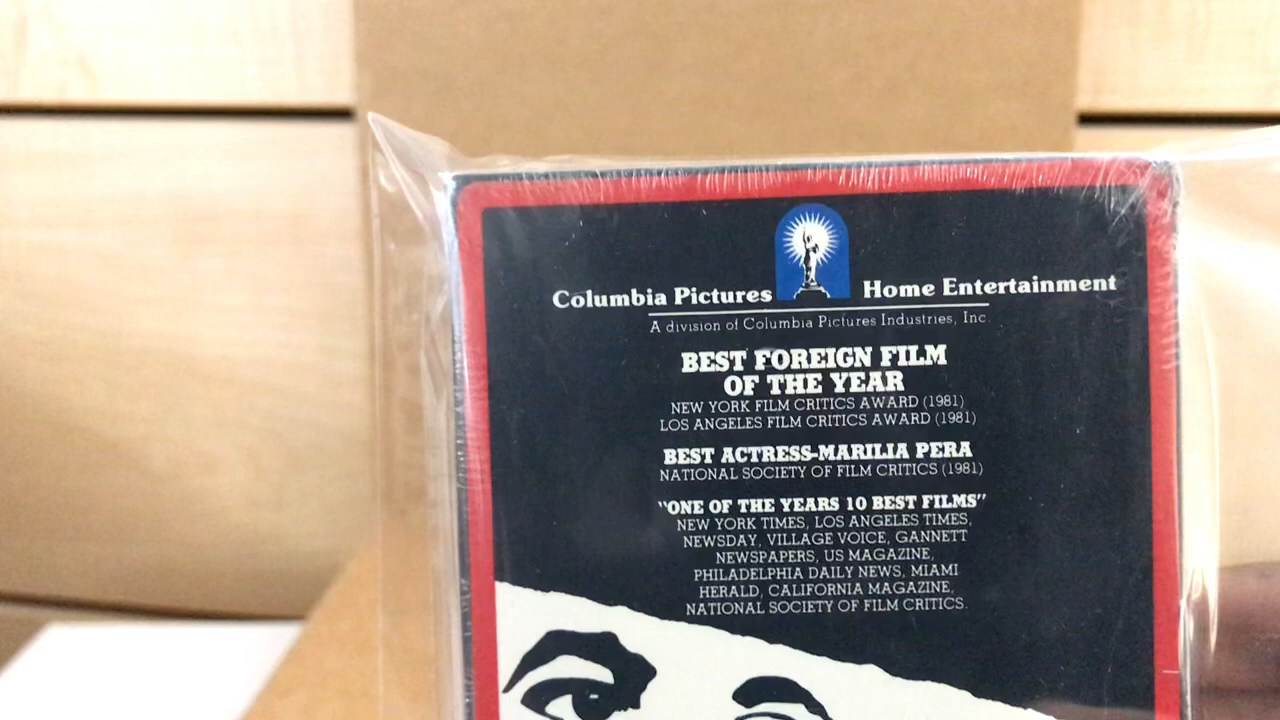 Columbia Pictures Home Entertainment
A division of Columbia Pictures Industries, Inc.
BEST FOREIGN FILM
OF THE YEAR
NEW YORK FILM CRITICS AWARD (1981)
LOS ANGELES FILM CRITICS AWARD (1981)
BEST ACTRESS-MARILIA PERA
NATIONAL SOCIETY OF FILM CRITICS (1981)
"ONE OF THE YEARS 10 BEST FILMS"
NEW YORK TIMES, LOS ANGELES TIMES,
NEWSDAY, VILLAGE VOICE, GANNETT
NEWSPAPERS, US MAGAZINE,
PHILADELPHIA DAILY NEWS, MIAMI
HERALD, CALIFORNIA MAGAZINE,
NATIONAL SOCIETY OF FILM CRITICS.